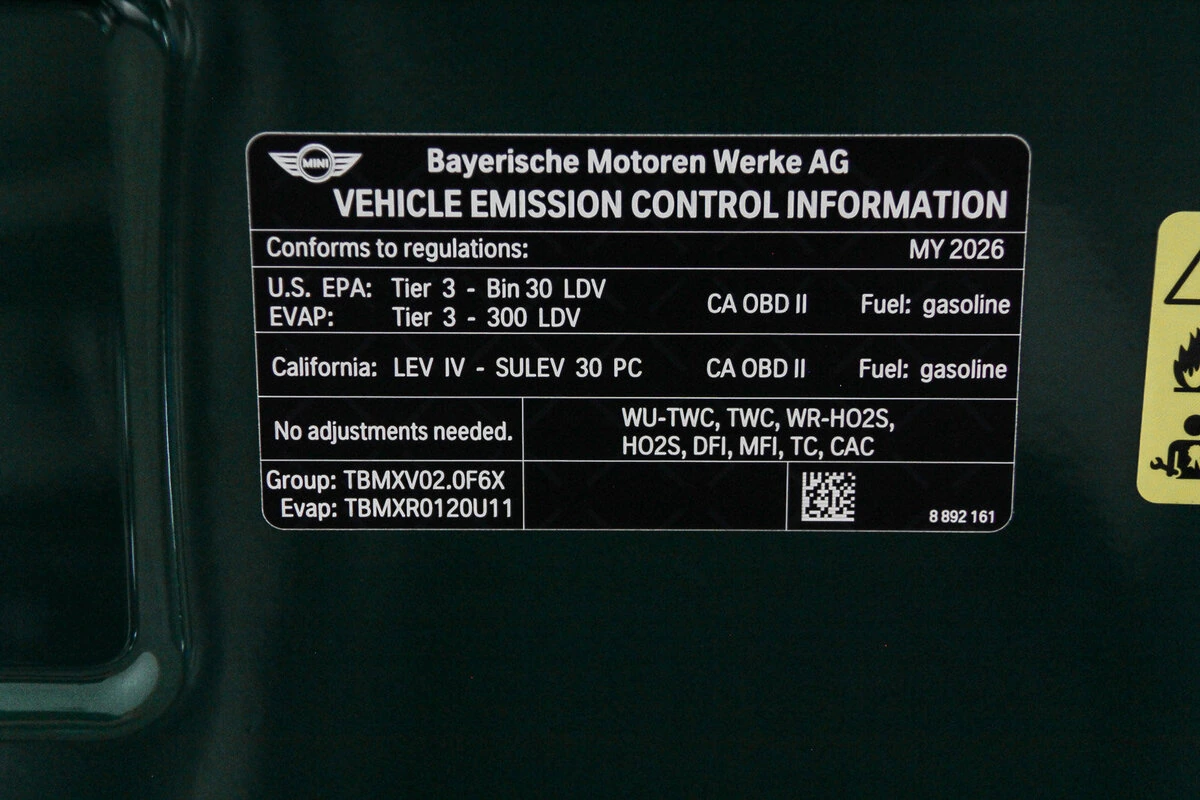 MINI
Bayerische Motoren Werke AG
VEHICLE EMISSION CONTROL INFORMATION
Conforms to regulations: MY 2026
U.S. EPA: Tier 3 - Bin 30 LDV
EVAP: Tier 3 - 300 LDV
CA OBD II Fuel: gasoline
California: LEV IV - SULEV 30 PC CA OBD II Fuel: gasoline
No adjustments needed.
WU-TWC, TWC, WR-HO2S,
HO2S, DFI, MFI, TC, CAC
Group: TBMXV02.0F6X
Evap: TBMXR0120U11
8 892 161